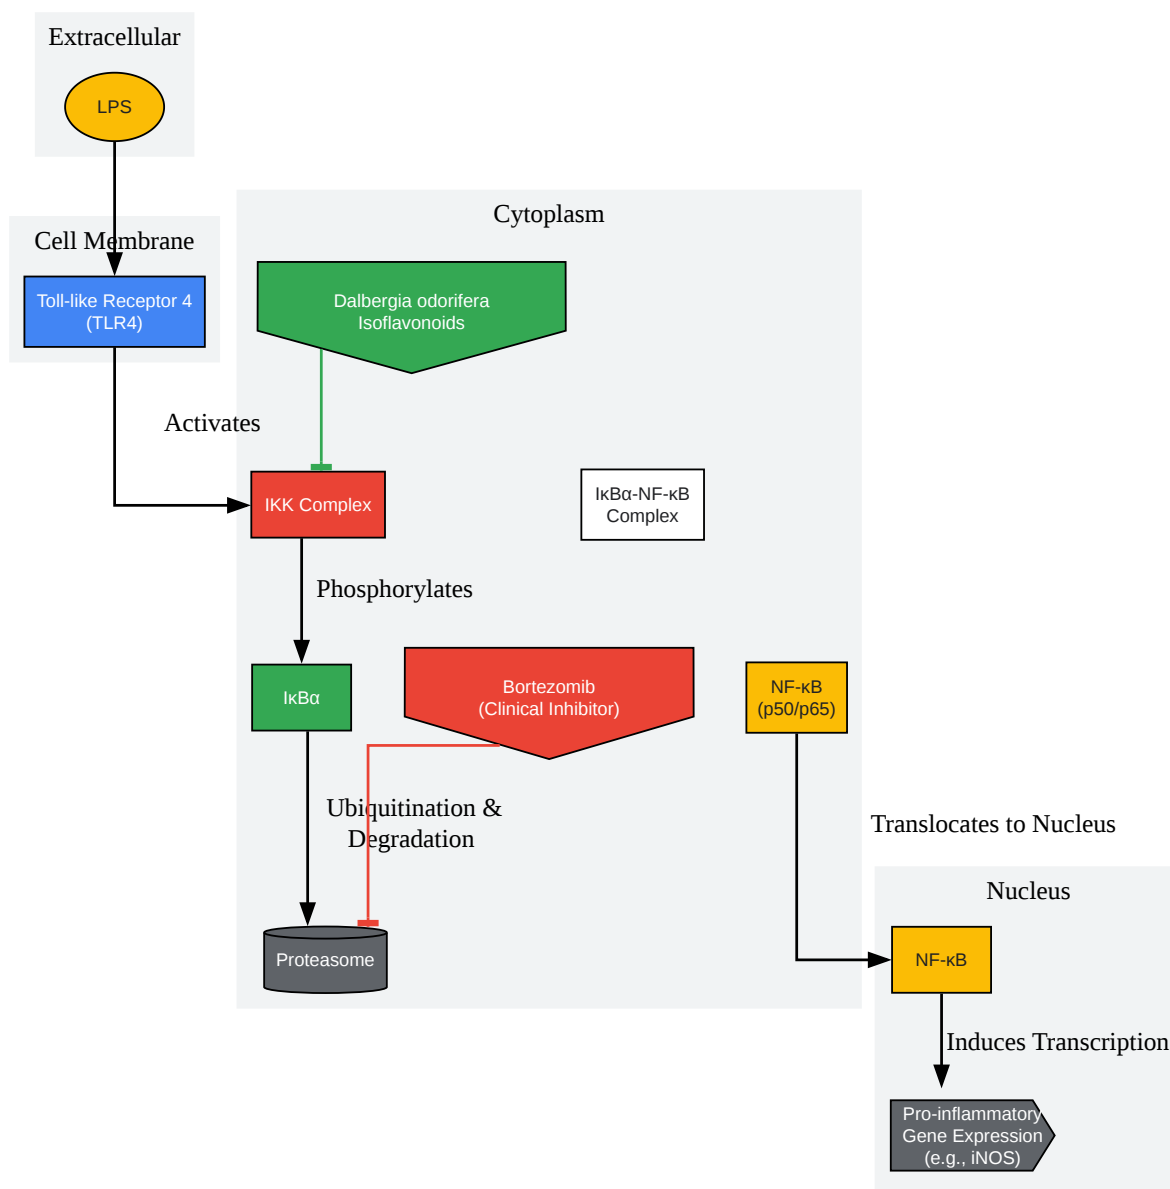 Extracellular
LPS
Cell Membrane
Toll-like Receptor 4
(TLR4)
Cytoplasm
Dalbergia odorifera
Isoflavonoids
Activates
IKK Complex
IκBα-NF-κB
Complex
Phosphorylates
IκBα
Bortezomib
(Clinical Inhibitor)
NF-κB
(p50/p65)
Ubiquitination &
Degradation
Translocates to Nucleus
Nucleus
Proteasome
NF-κB
Induces Transcription
Pro-inflammatory
Gene Expression
(e.g., iNOS)